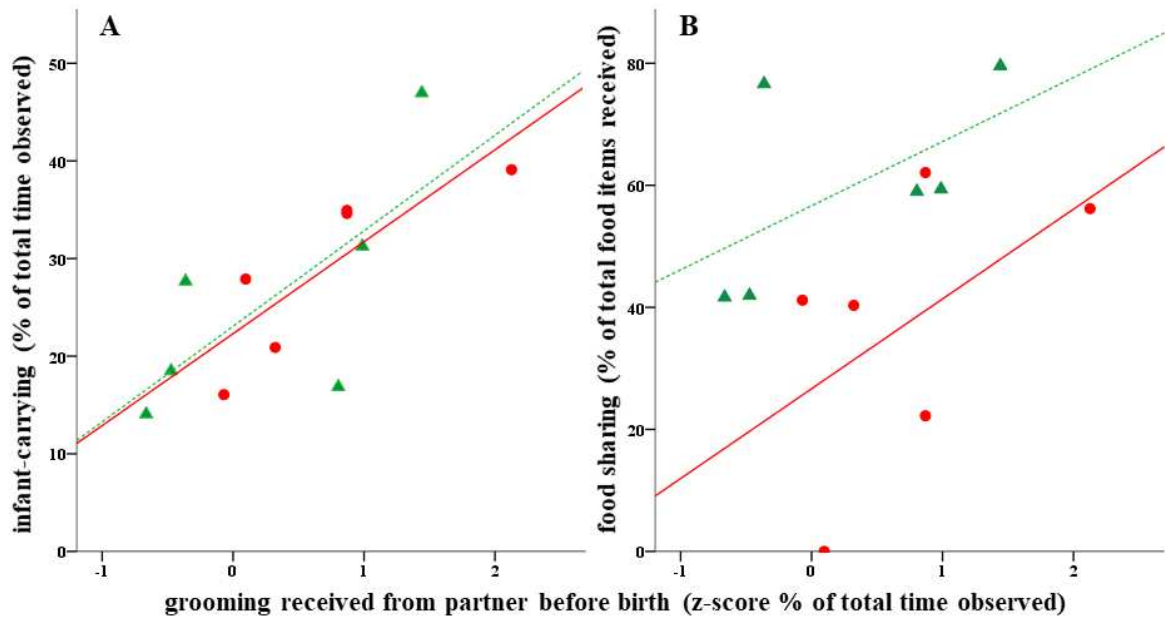 A
infant-carrying (% of total time observed)
50
40
30
20
10
0
-1 0 1 2
B
food sharing (% of total food items received)
80
60
40
20
0
-1 0 1 2
grooming received from partner before birth (z-score % of total time observed)